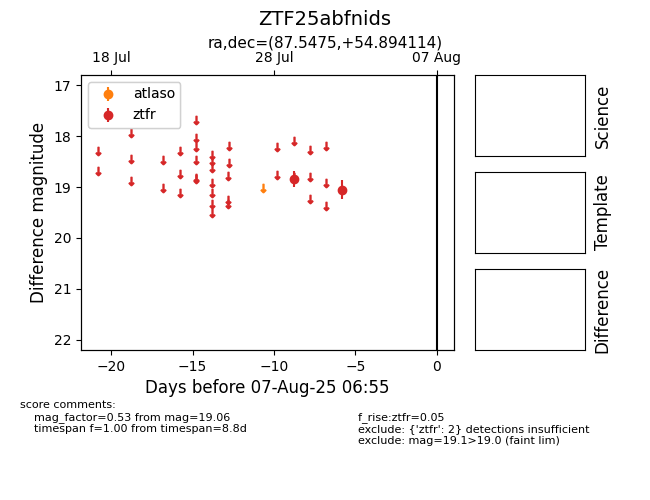 ZTF25abfnids
ra,dec=(87.5475,+54.894114)
18 Jul 28 Jul 07 Aug
atlaso
ztfr
17
18
19
20
21
22
Difference magnitude
−20 −15 −10 −5 0
Days before 07-Aug-25 06:55
Science
Template
Difference
score comments:
mag_factor=0.53 from mag=19.06
timespan f=1.00 from timespan=8.8d
f_rise:ztfr=0.05
exclude: {'ztfr': 2} detections insufficient
exclude: mag=19.1>19.0 (faint lim)